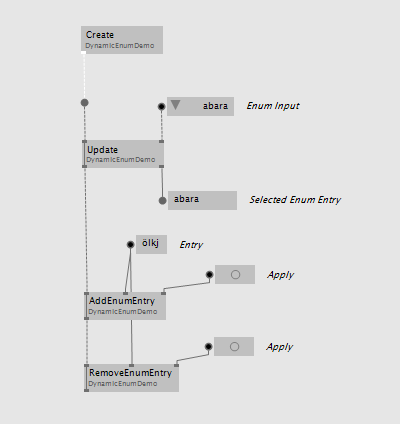 Create
DynamicEnumDemo
abara
Enum Input
Update
DynamicEnumDemo
abara
Selected Enum Entry
ölkj
Entry
Apply
AddEnumEntry
DynamicEnumDemo
Apply
RemoveEnumEntry
DynamicEnumDemo